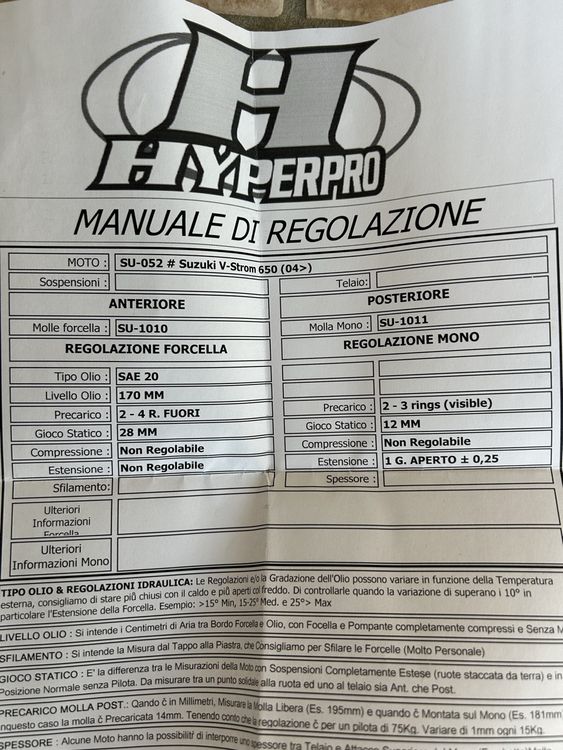 H
HYPERPRO
MANUALE DI REGOLAZIONE
MOTO : SU-052 # Suzuki V-Strom 650 (04>)
Sospensioni : Telaio:
ANTERIORE POSTERIORE
Molle forcella : SU-1010 Molla Mono : SU-1011
REGOLAZIONE FORCELLA REGOLAZIONE MONO
Tipo Olio : SAE 20
Livello Olio : 170 MM
Precarico : 2 - 4 R. FUORI Precarico : 2 - 3 rings (visible)
Gioco Statico : 28 MM Gioco Statico : 12 MM
Compressione : Non Regolabile Compressione : Non Regolabile
Estensione : Non Regolabile Estensione : 1 G. APERTO ± 0,25
Sfilamento: Spessore :
Ulteriori
Informazioni
Forcella
Ulteriori
Informazioni Mono
TIPO OLIO & REGOLAZIONI IDRAULICA: Le Regolazioni e/o la Gradazione dell'Olio possono variare in funzione della Temperatura
esterna, consigliamo di stare piû chiusi con il caldo e piû aperti col freddo. Di controllarle quando la variazione di superano i 10° in
particolare l'Estensione della Forcella. Esempio: >15° Min, 15-25° Med. e 25°> Max
LIVELLO OLIO : Si intende i Centimetri di Aria tra Bordo Forcella e Olio, con Focella e Pompante completamente compressi e Senza M
SFILAMENTO : Si intende la Misura dal Tappo alla Piastra, che Consigliamo per Sfilare le Forcelle (Molto Personale)
GIOCO STATICO : E' la differanza tra le Misurazioni della Moto con Sospensioni Completamente Estese (ruote staccata da terra) e in
Posizione Normale senza Pilota. Da misurare tra un punto solidale alla ruota ed uno al telaio sia Ant. che Post.
PRECARICO MOLLA POST.: Qando ĉ in Millimetri, Misurare la Molla Libera (Es. 195mm) e quando ĉ Montata sul Mono (Es. 181mm)
inquesto caso la molla ĉ Precaricata 14mm. Tenendo conto che la regolazione ĉ per un pilota di 75Kg. Variare di 1mm ogni 15Kg.
SPESSORE : Alcune Moto hanno la possibilitf di interporre uno spessore tra Telaio e Attacco Superiore del